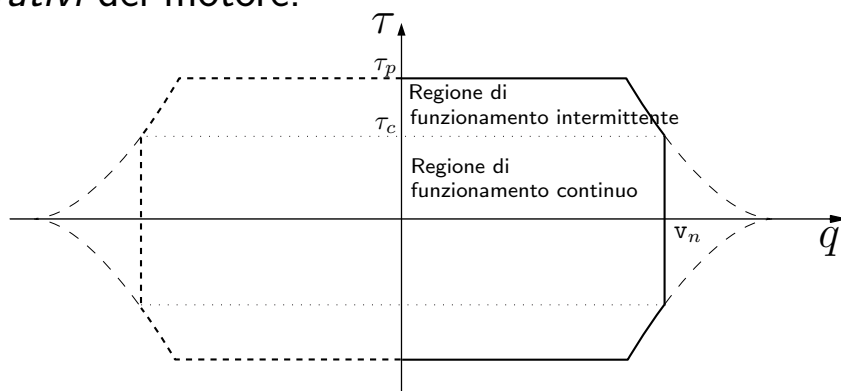 ativi del motore.
τ
τp
Regione di
funzionamento intermittente
τc
Regione di
funzionamento continuo
vn
q